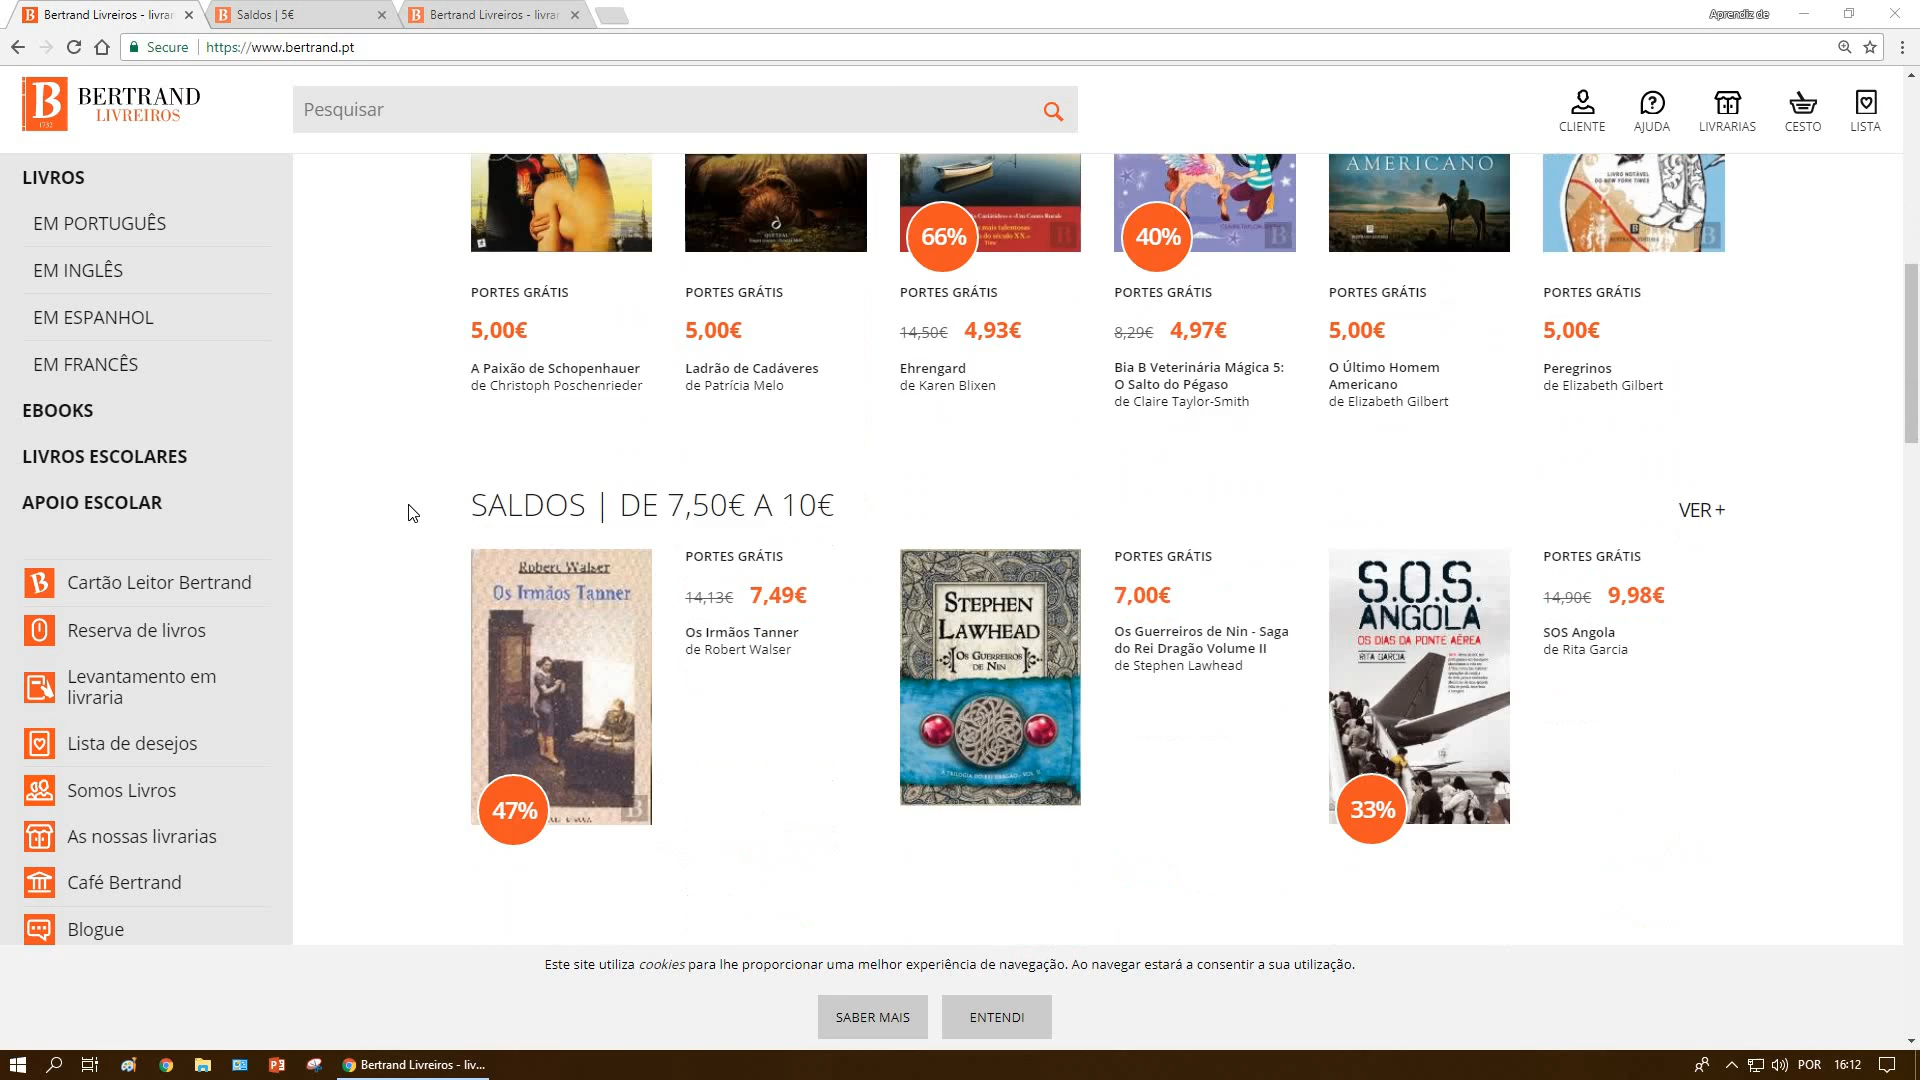 Bertrand Livreiros - livrar
Saldos | 5€
Bertrand Livreiros - livrar
Aprendiz de
Secure
https://www.bertrand.pt
B
1732
BERTRAND
LIVREIROS
Pesquisar
CLIENTE
AJUDA
LIVRARIAS
CESTO
LISTA
LIVROS
EM PORTUGUÊS
EM INGLÊS
EM ESPANHOL
EM FRANCÊS
EBOOKS
LIVROS ESCOLARES
APOIO ESCOLAR
Cartão Leitor Bertrand
Reserva de livros
Levantamento em
livraria
Lista de desejos
Somos Livros
As nossas livrarias
Café Bertrand
Blogue
66%
40%
AMERICANO
LIVRO NOTÁVEL
DO NEW YORK TIMES
PORTES GRÁTIS
5,00€
A Paixão de Schopenhauer
de Christoph Poschenrieder
PORTES GRÁTIS
5,00€
Ladrão de Cadáveres
de Patrícia Melo
PORTES GRÁTIS
14,50€ 4,93€
Ehrengard
de Karen Blixen
PORTES GRÁTIS
8,29€ 4,97€
Bia B Veterinária Mágica 5:
O Salto do Pégaso
de Claire Taylor-Smith
PORTES GRÁTIS
5,00€
O Último Homem
Americano
de Elizabeth Gilbert
PORTES GRÁTIS
5,00€
Peregrinos
de Elizabeth Gilbert
SALDOS | DE 7,50€ A 10€
VER +
Robert Walser
Os Irmãos Tanner
47%
PORTES GRÁTIS
14,13€ 7,49€
Os Irmãos Tanner
de Robert Walser
STEPHEN
LAWHEAD
OS GUERREIROS
DE NIN
PORTES GRÁTIS
7,00€
Os Guerreiros de Nin - Saga
do Rei Dragão Volume II
de Stephen Lawhead
S.O.S.
ANGOLA
OS DIAS DA PONTE AÉREA
RITA GARCIA
33%
PORTES GRÁTIS
14,90€ 9,98€
SOS Angola
de Rita Garcia
Este site utiliza cookies para lhe proporcionar uma melhor experiência de navegação. Ao navegar estará a consentir a sua utilização.
SABER MAIS
ENTENDI
Bertrand Livreiros - liv...
POR
16:12